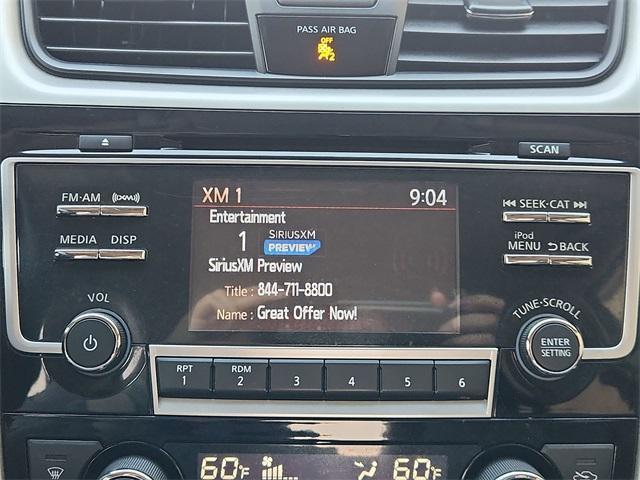 PASS AIR BAG
OFF
2
SCAN
FM·AM ((XM))
XM 1 9:04
SEEK·CAT
Entertainment
MEDIA DISP
1 SIRIUSXM
PREVIEW
iPod
MENU BACK
SiriusXM Preview
Title : 844-711-8800
Name : Great Offer Now!
VOL
TUNE·SCROLL
ENTER
SETTING
RPT RDM
1 2 3 4 5 6
60°F 60°F